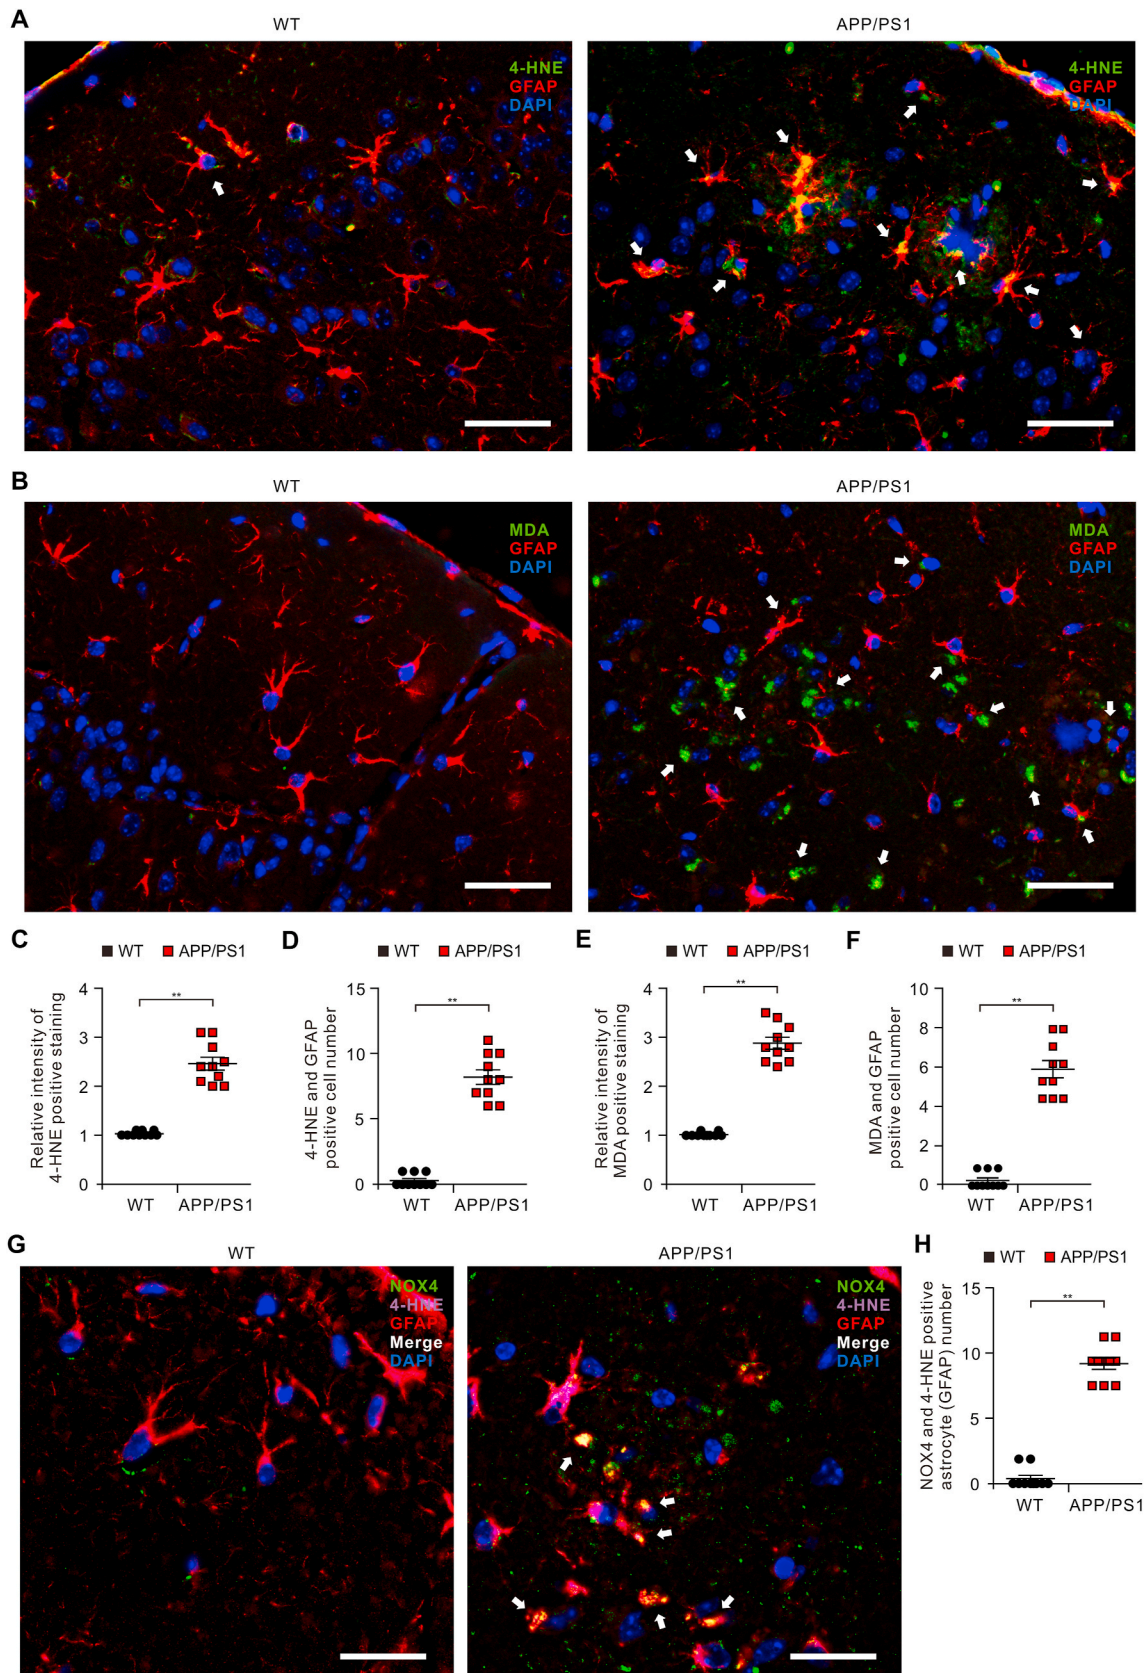 A
WT
APP/PS1
4-HNE
GFAP
DAPI
4-HNE
GFAP
DAPI
B
WT
APP/PS1
MDA
GFAP
DAPI
MDA
GFAP
DAPI
C
WT APP/PS1
Relative intensity of
4-HNE positive staining
4
3
2
1
0
**
WT APP/PS1
D
WT APP/PS1
4-HNE and GFAP
positive cell number
15
10
5
0
**
WT APP/PS1
E
WT APP/PS1
Relative intensity of
MDA positive staining
4
3
2
1
0
**
WT APP/PS1
F
WT APP/PS1
MDA and GFAP
positive cell number
10
8
6
4
2
0
**
WT APP/PS1
G
WT
APP/PS1
NOX4
4-HNE
GFAP
Merge
DAPI
NOX4
4-HNE
GFAP
Merge
DAPI
H
WT APP/PS1
NOX4 and 4-HNE positive
astrocyte (GFAP) number
15
10
5
0
**
WT APP/PS1